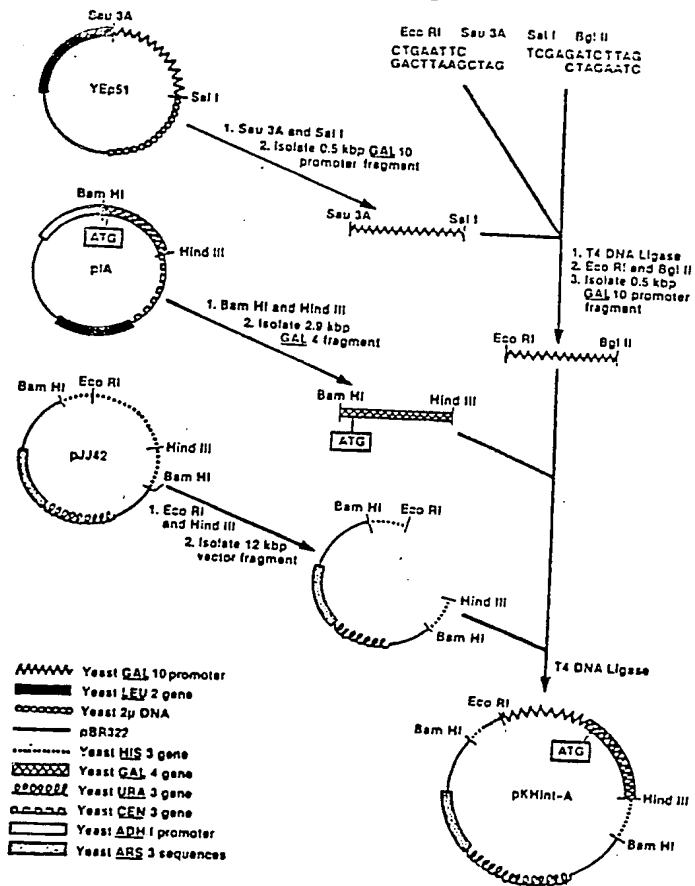 Sau 3A
YEp51
Sal I
1. Sau 3A and Sal I
2. Isolate 0.5 kbp GAL 10
promoter fragment
Eco RI Sau 3A Sal I Bgl II
CTGAATTC TCGAGATCTTAG
GACTTAAGCTAG CTAGAATC
Sau 3A Sal I
1. T4 DNA Ligase
2. Eco RI and Bgl II
3. Isolate 0.5 kbp
GAL 10 promoter
fragment
Eco RI Bgl II
Bam HI
ATG
Hind III
pIA
1. Bam HI and Hind III
2. Isolate 2.9 kbp
GAL 4 fragment
Bam HI Hind III
ATG
Bam HI
Eco RI
pJJ42
Hind III
Bam HI
1. Eco RI
and Hind III
2. Isolate 12 kbp
vector fragment
Bam HI
Eco RI
Hind III
Bam HI
T4 DNA Ligase
Yeast GAL 10 promoter
Yeast LEU 2 gene
Yeast 2μ DNA
pBR322
Yeast HIS 3 gene
Yeast GAL 4 gene
Yeast URA 3 gene
Yeast CEN 3 gene
Yeast ADH I promoter
Yeast ARS 3 sequences
Eco RI
Bam HI
ATG
pKHint-A
Hind III
Bam HI